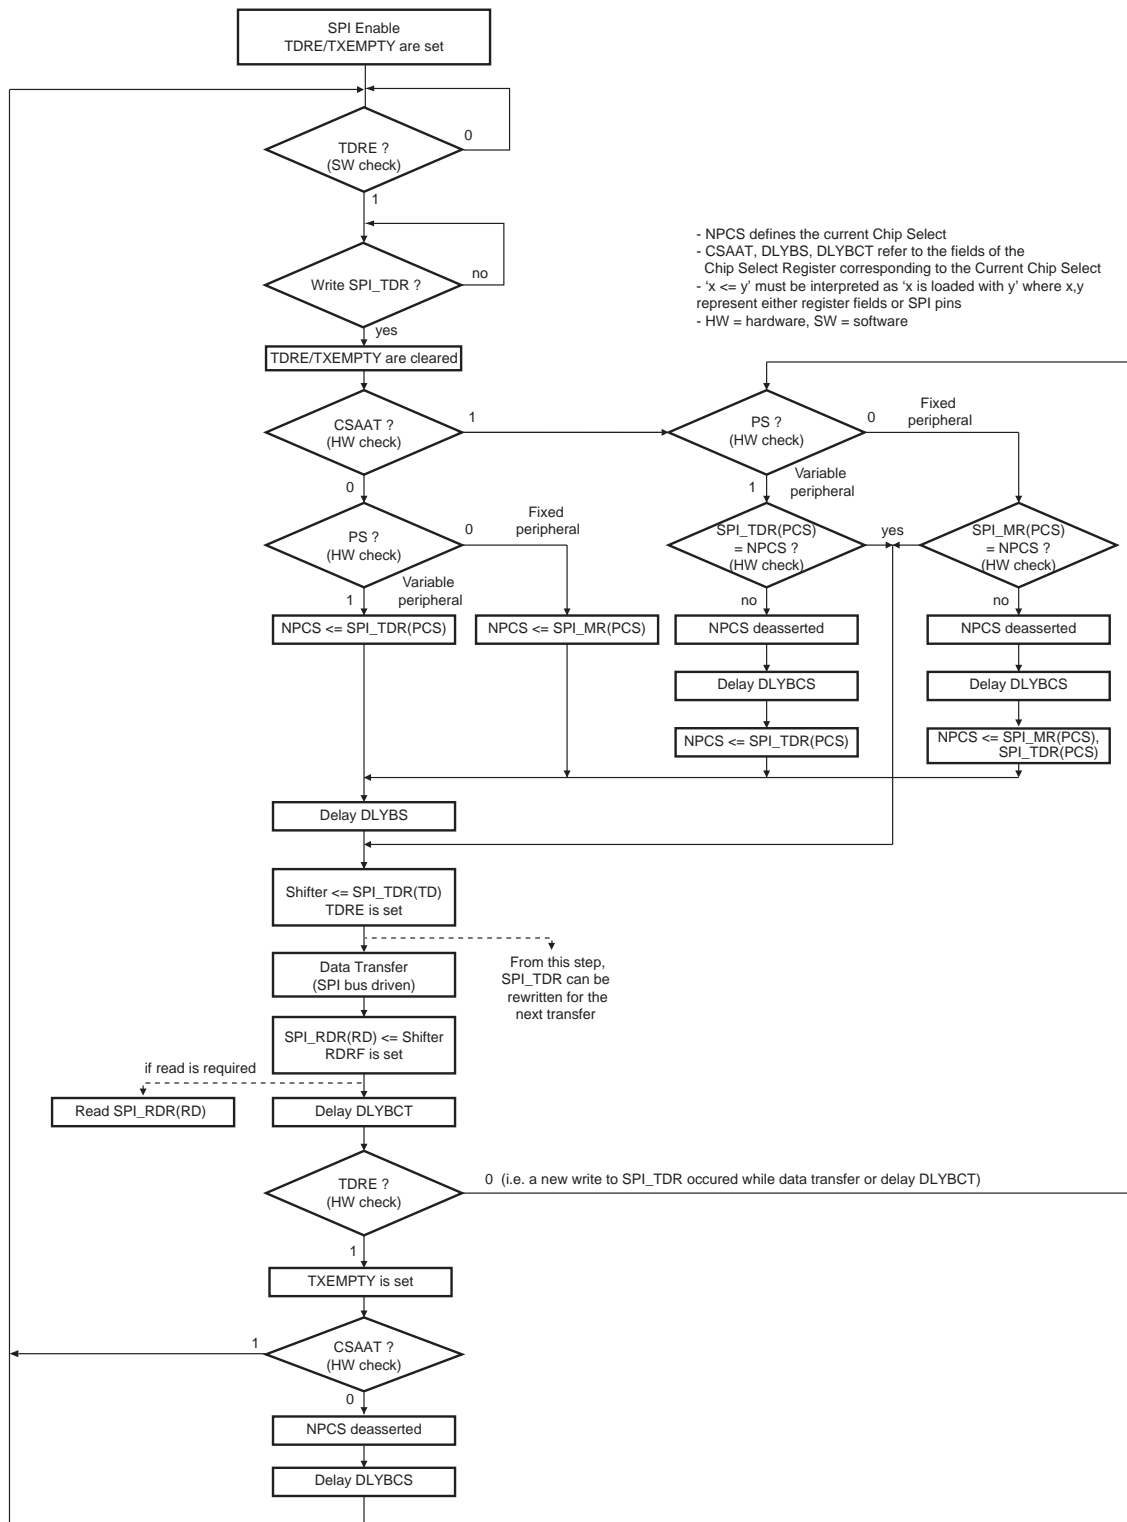 SPI Enable
TDRE/TXEMPTY are set
TDRE ?
(SW check)
0
1
Write SPI_TDR ?
no
yes
- NPCS defines the current Chip Select
- CSAAT, DLYBS, DLYBCT refer to the fields of the
Chip Select Register corresponding to the Current Chip Select
- ‘x <= y’ must be interpreted as ‘x is loaded with y’ where x,y
represent either register fields or SPI pins
- HW = hardware, SW = software
TDRE/TXEMPTY are cleared
CSAAT ?
(HW check)
1
0
PS ?
(HW check)
0
Fixed
peripheral
1
Variable
peripheral
PS ?
(HW check)
0
Fixed
peripheral
1
Variable
peripheral
SPI_TDR(PCS)
= NPCS ?
(HW check)
yes
SPI_MR(PCS)
= NPCS ?
(HW check)
no
no
NPCS <= SPI_TDR(PCS)
NPCS <= SPI_MR(PCS)
NPCS deasserted
NPCS deasserted
Delay DLYBCS
Delay DLYBCS
NPCS <= SPI_TDR(PCS)
NPCS <= SPI_MR(PCS),
SPI_TDR(PCS)
Delay DLYBS
Shifter <= SPI_TDR(TD)
TDRE is set
Data Transfer
(SPI bus driven)
From this step,
SPI_TDR can be
rewritten for the
next transfer
SPI_RDR(RD) <= Shifter
RDRF is set
if read is required
Read SPI_RDR(RD)
Delay DLYBCT
TDRE ?
(HW check)
0 (i.e. a new write to SPI_TDR occured while data transfer or delay DLYBCT)
1
TXEMPTY is set
CSAAT ?
(HW check)
1
0
NPCS deasserted
Delay DLYBCS